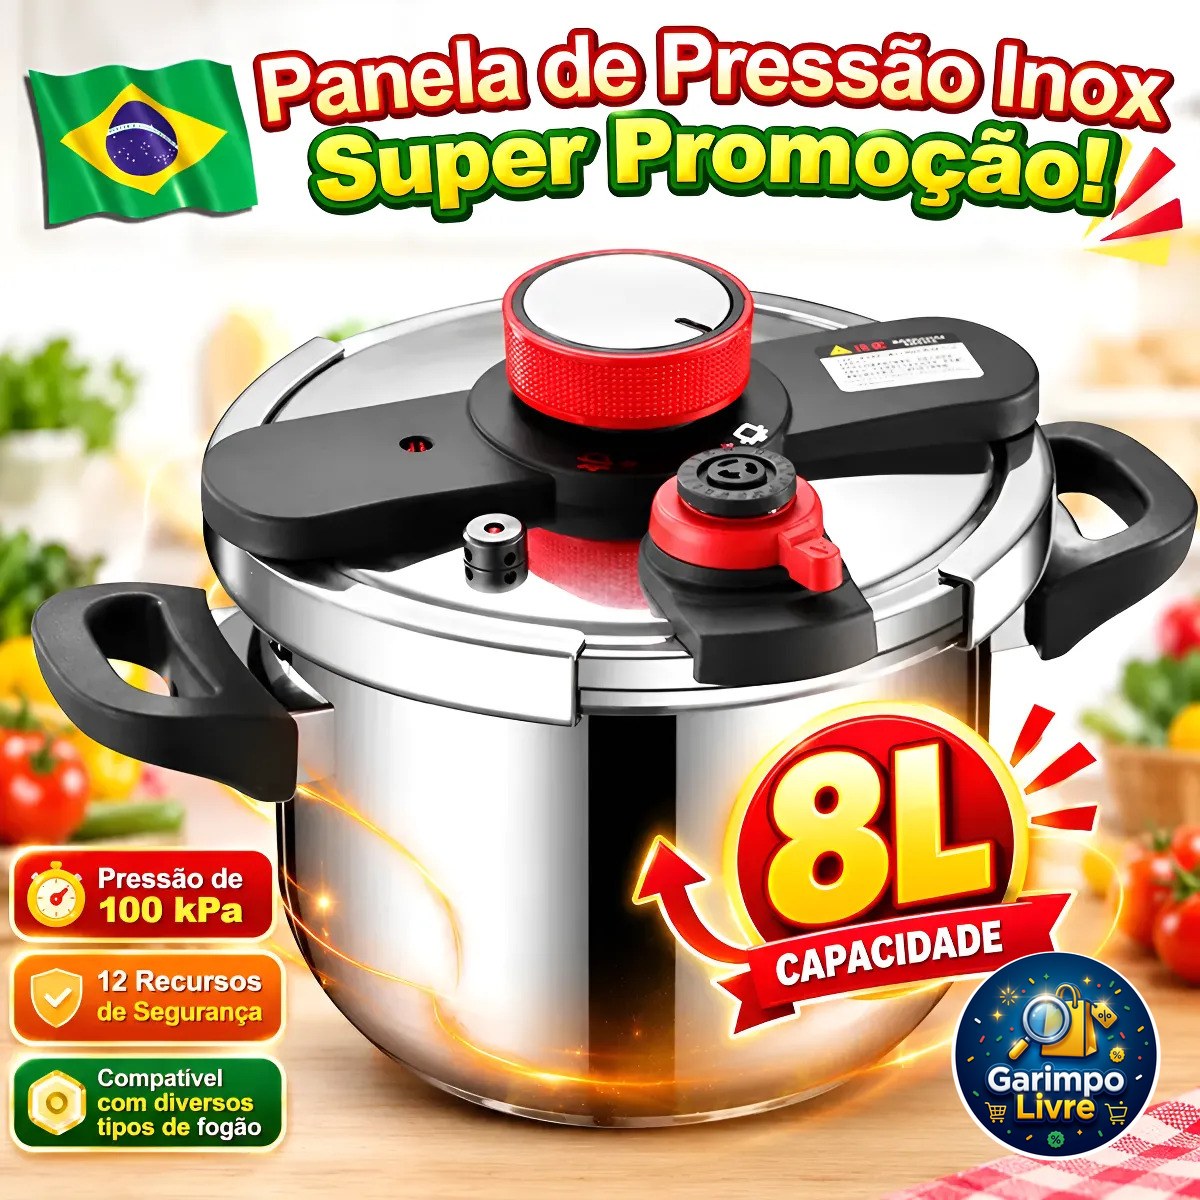 Panela de Pressão Inox
Super Promoção!
8L
CAPACIDADE
Pressão de
100 kPa
12 Recursos
de Segurança
Compatível
com diversos
tipos de fogão
Garimpo
Livre